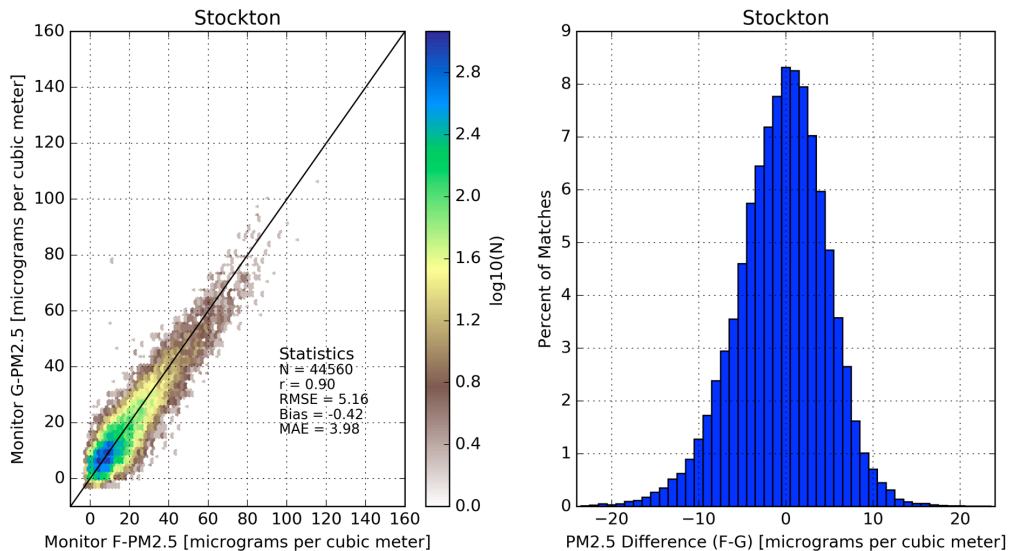 Stockton
160
140
120
100
80
60
40
20
0
Monitor G-PM2.5 [micrograms per cubic meter]
0 20 40 60 80 100 120 140 160
Monitor F-PM2.5 [micrograms per cubic meter]
Statistics
N = 44560
r = 0.90
RMSE = 5.16
Bias = -0.42
MAE = 3.98
2.8
2.4
2.0
1.6
1.2
0.8
0.4
0.0
log10(N)
Stockton
9
8
7
6
5
4
3
2
1
0
Percent of Matches
−20 −10 0 10 20
PM2.5 Difference (F-G) [micrograms per cubic meter]